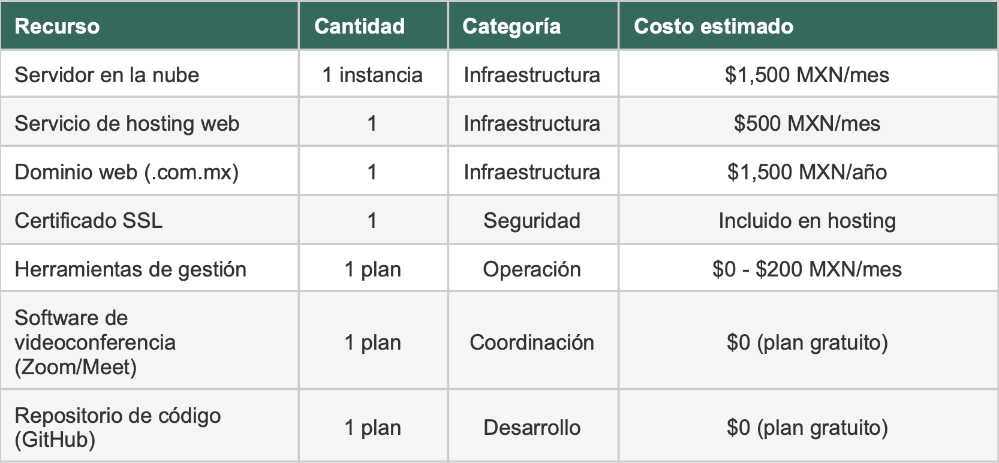 Recurso Cantidad Categoría Costo estimado
Servidor en la nube 1 instancia Infraestructura $1,500 MXN/mes
Servicio de hosting web 1 Infraestructura $500 MXN/mes
Dominio web (.com.mx) 1 Infraestructura $1,500 MXN/año
Certificado SSL 1 Seguridad Incluido en hosting
Herramientas de gestión 1 plan Operación $0 - $200 MXN/mes
Software de
videoconferencia 1 plan Coordinación $0 (plan gratuito)
(Zoom/Meet)
Repositorio de código
(GitHub) 1 plan Desarrollo $0 (plan gratuito)